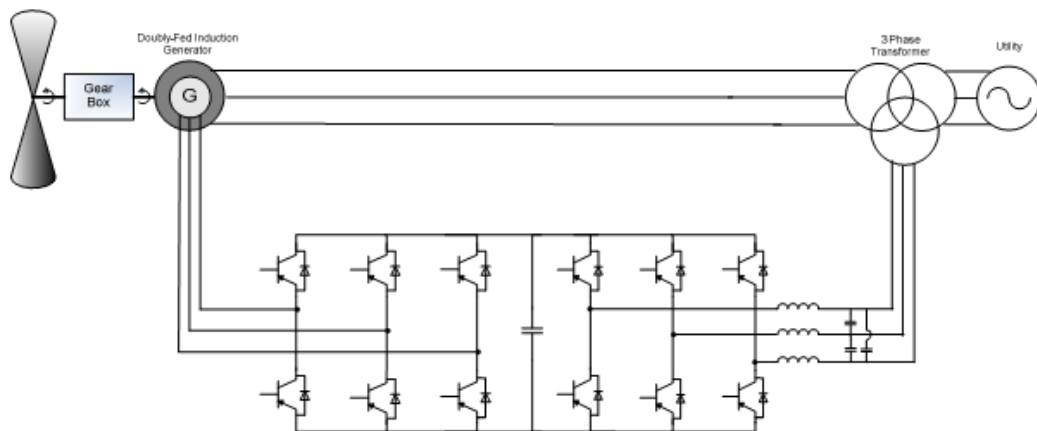 Doubly-Fed Induction
Generator
3 Phase
Transformer
Utility
Gear
Box
G